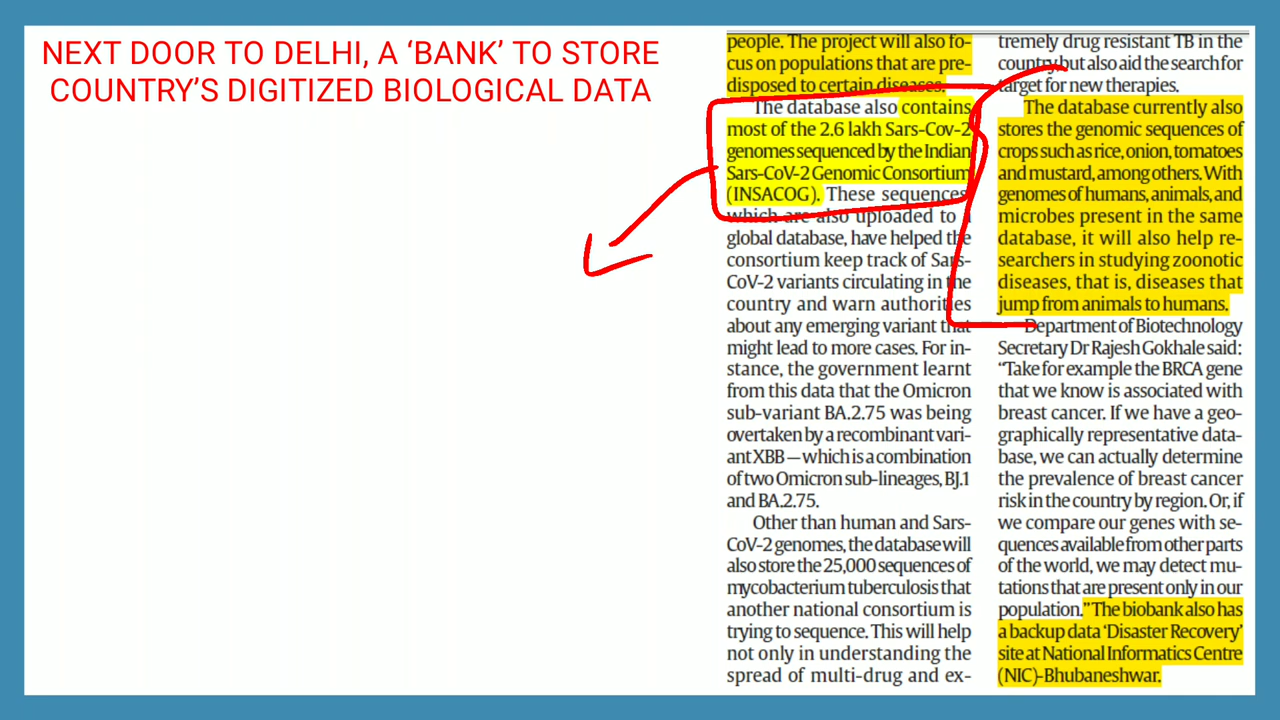 NEXT DOOR TO DELHI, A ‘BANK’ TO STORE
COUNTRY’S DIGITIZED BIOLOGICAL DATA
people. The project will also fo-
cus on populations that are pre-
disposed to certain diseases.
The database also contains
most of the 2.6 lakh Sars-Cov-2
genomes sequenced by the Indian
Sars-CoV-2 Genomic Consortium
(INSACOG). These sequences,
which are also uploaded to a
global database, have helped the
consortium keep track of Sars-
CoV-2 variants circulating in the
country and warn authorities
about any emerging variant that
might lead to more cases. For in-
stance, the government learnt
from this data that the Omicron
sub-variant BA.2.75 was being
overtaken by a recombinant vari-
ant XBB — which is a combination
of two Omicron sub-lineages, BJ.1
and BA.2.75.
Other than human and Sars-
CoV-2 genomes, the database will
also store the 25,000 sequences of
mycobacterium tuberculosis that
another national consortium is
trying to sequence. This will help
not only in understanding the
spread of multi-drug and ex-
tremely drug resistant TB in the
country but also aid the search for
target for new therapies.
The database currently also
stores the genomic sequences of
crops such as rice, onion, tomatoes
and mustard, among others. With
genomes of humans, animals, and
microbes present in the same
database, it will also help re-
searchers in studying zoonotic
diseases, that is, diseases that
jump from animals to humans.
Department of Biotechnology
Secretary Dr Rajesh Gokhale said:
“Take for example the BRCA gene
that we know is associated with
breast cancer. If we have a geo-
graphically representative data-
base, we can actually determine
the prevalence of breast cancer
risk in the country by region. Or, if
we compare our genes with se-
quences available from other parts
of the world, we may detect mu-
tations that are present only in our
population.” The biobank also has
a backup data ‘Disaster Recovery’
site at National Informatics Centre
(NIC)-Bhubaneshwar.